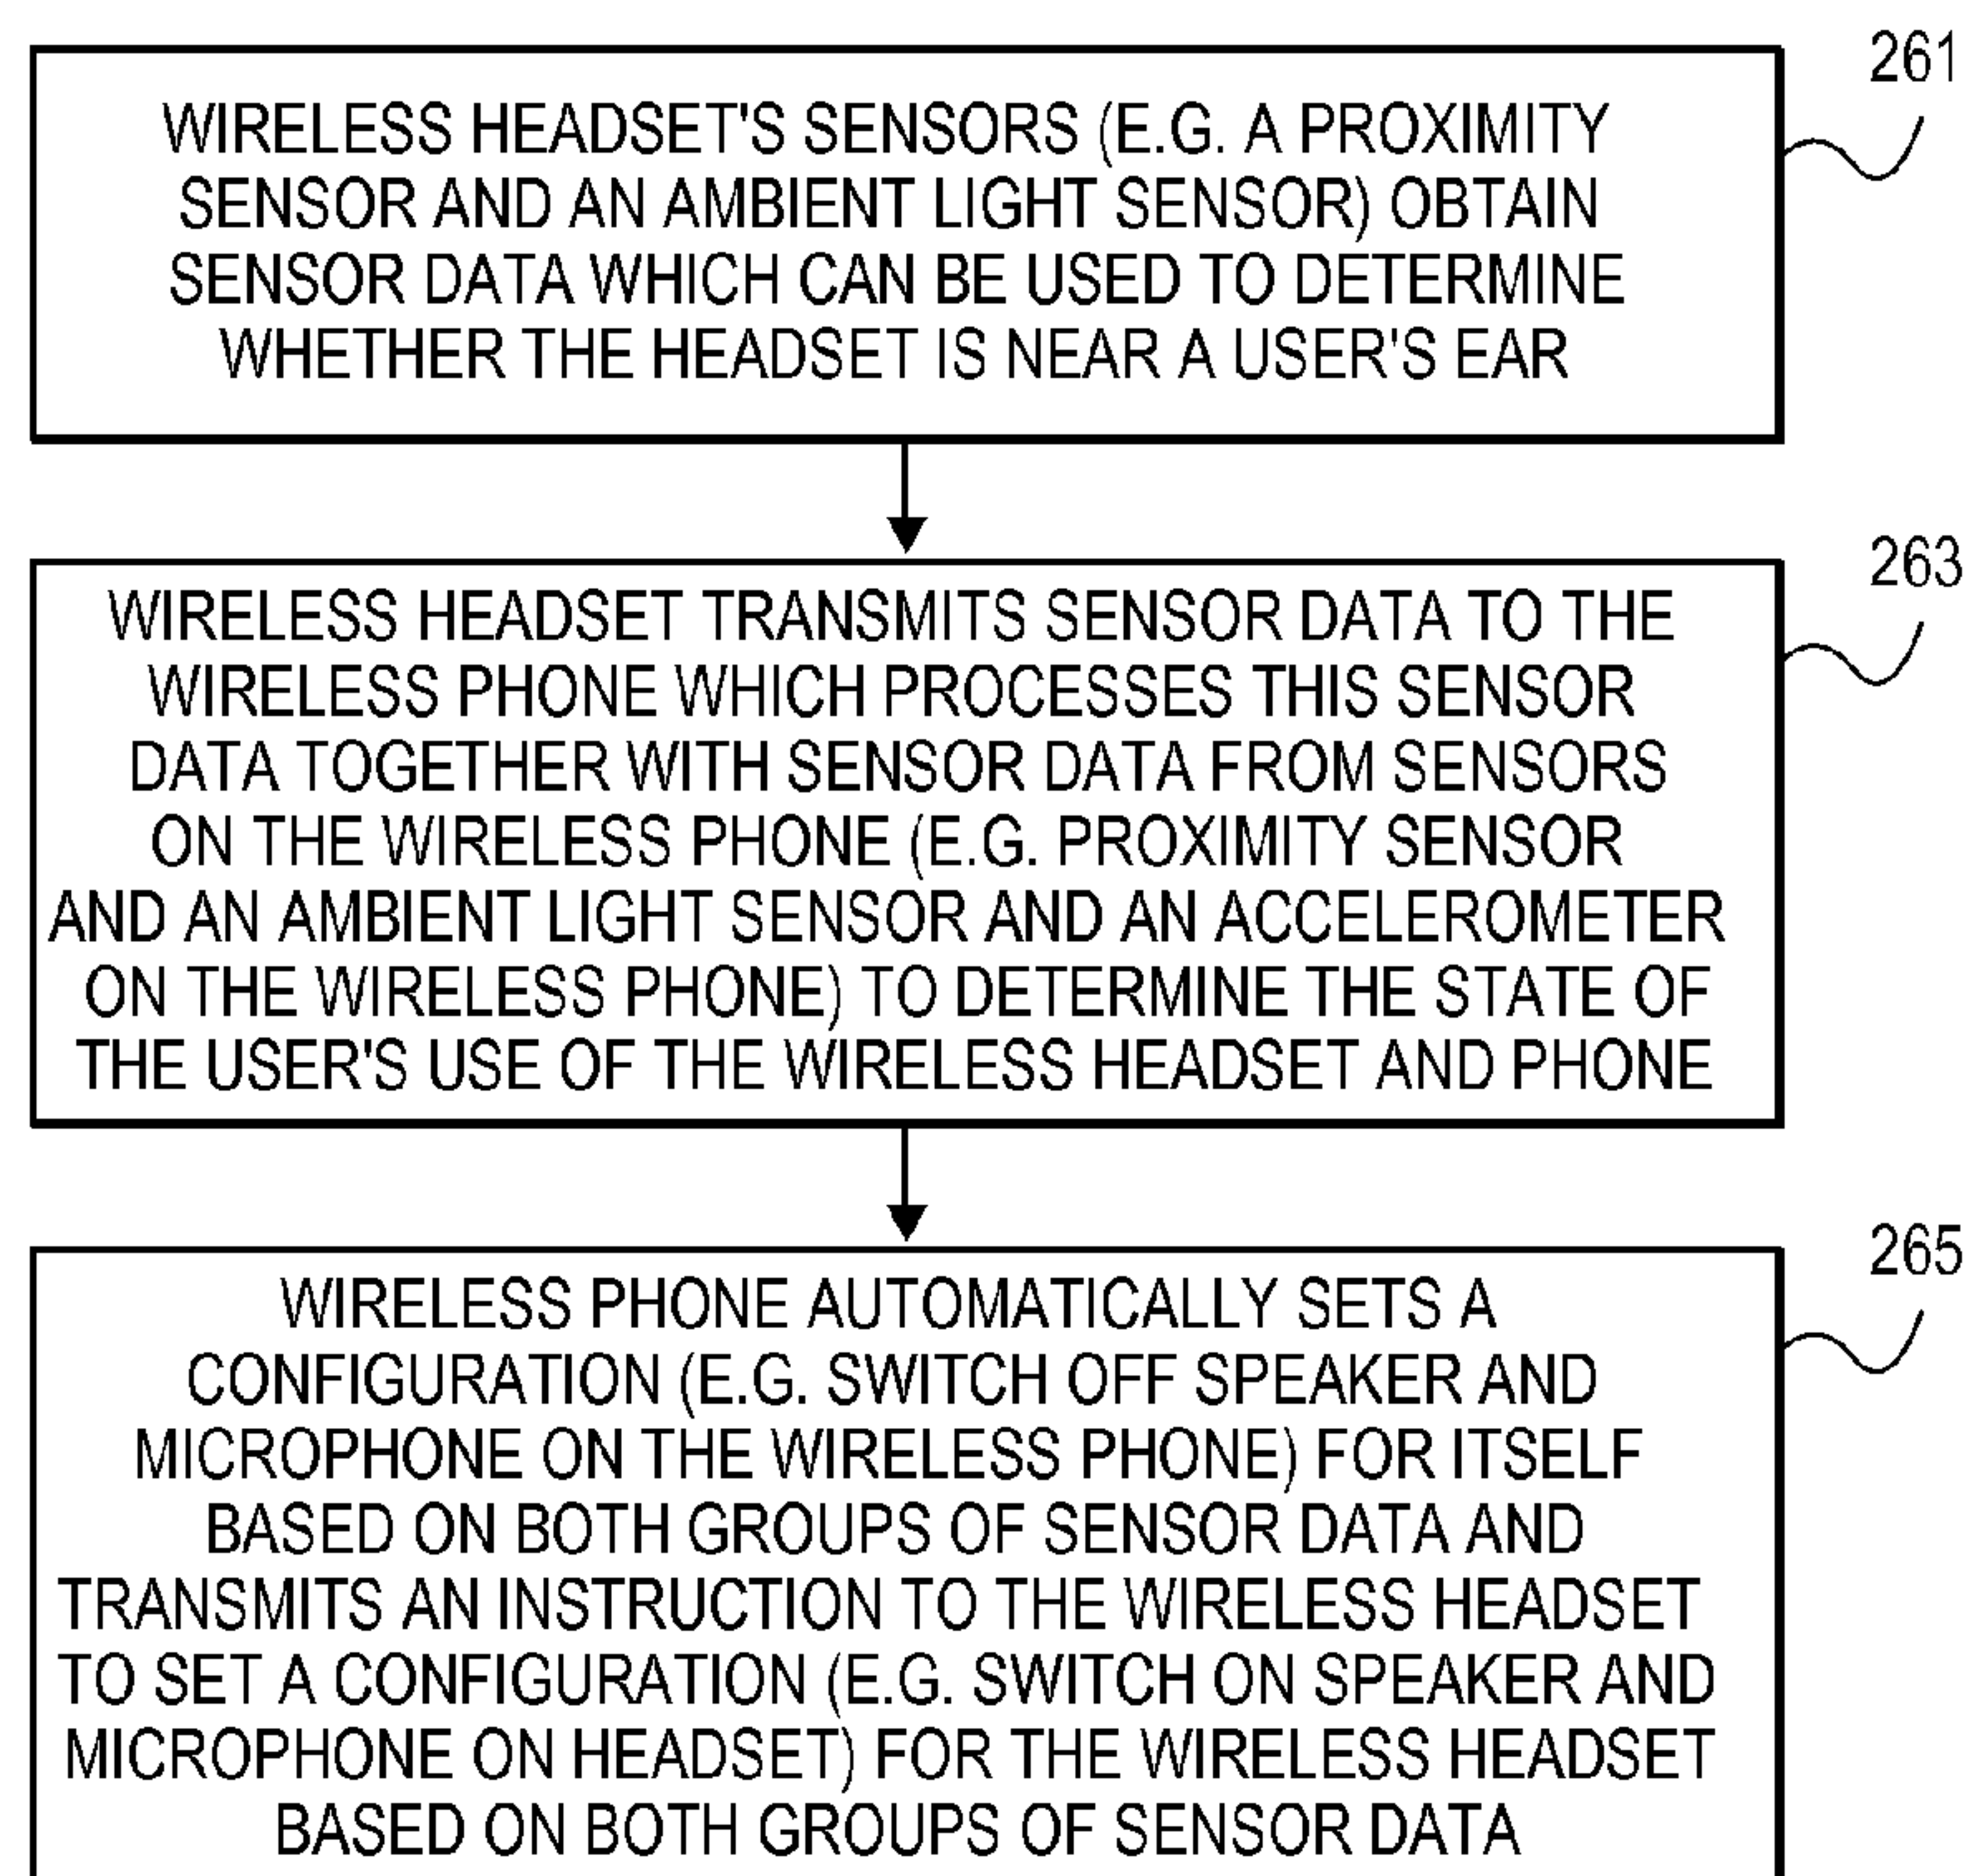 261
WIRELESS HEADSET'S SENSORS (E.G. A PROXIMITY
SENSOR AND AN AMBIENT LIGHT SENSOR) OBTAIN
SENSOR DATA WHICH CAN BE USED TO DETERMINE
WHETHER THE HEADSET IS NEAR A USER'S EAR
263
WIRELESS HEADSET TRANSMITS SENSOR DATA TO THE
WIRELESS PHONE WHICH PROCESSES THIS SENSOR
DATA TOGETHER WITH SENSOR DATA FROM SENSORS
ON THE WIRELESS PHONE (E.G. PROXIMITY SENSOR
AND AN AMBIENT LIGHT SENSOR AND AN ACCELEROMETER
ON THE WIRELESS PHONE) TO DETERMINE THE STATE OF
THE USER'S USE OF THE WIRELESS HEADSET AND PHONE
265
WIRELESS PHONE AUTOMATICALLY SETS A
CONFIGURATION (E.G. SWITCH OFF SPEAKER AND
MICROPHONE ON THE WIRELESS PHONE) FOR ITSELF
BASED ON BOTH GROUPS OF SENSOR DATA AND
TRANSMITS AN INSTRUCTION TO THE WIRELESS HEADSET
TO SET A CONFIGURATION (E.G. SWITCH ON SPEAKER AND
MICROPHONE ON HEADSET) FOR THE WIRELESS HEADSET
BASED ON BOTH GROUPS OF SENSOR DATA